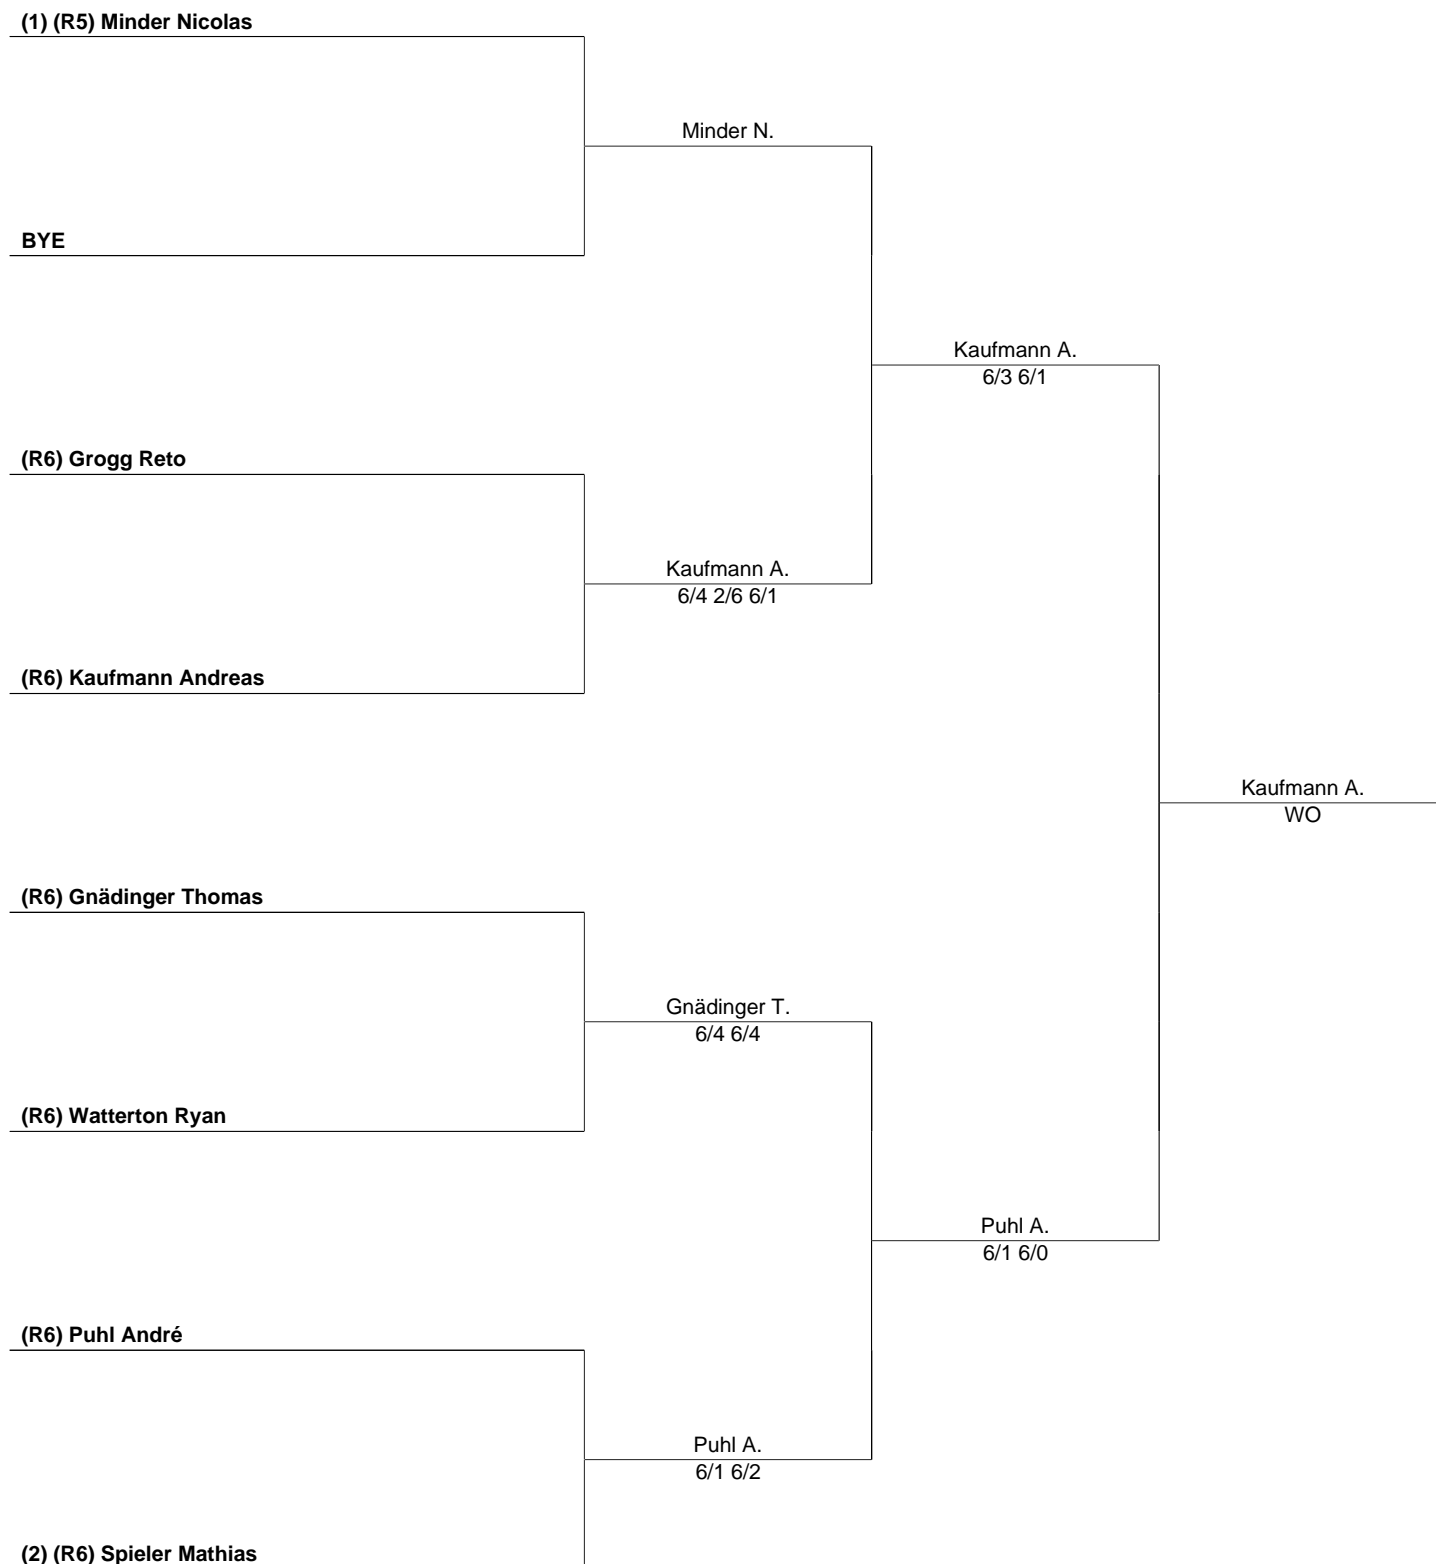 (1) (R5) Minder Nicolas
Minder N.
BYE
Kaufmann A.
6/3 6/1
(R6) Grogg Reto
Kaufmann A.
6/4 2/6 6/1
(R6) Kaufmann Andreas
Kaufmann A.
WO
(R6) Gnädinger Thomas
Gnädinger T.
6/4 6/4
(R6) Watterton Ryan
Puhl A.
6/1 6/0
(R6) Puhl André
Puhl A.
6/1 6/2
(2) (R6) Spieler Mathias